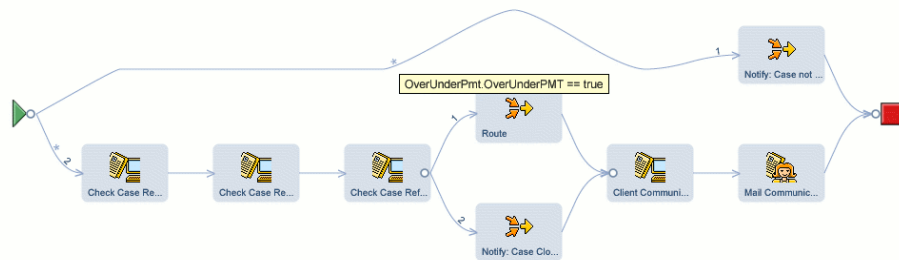 1
Notify: Case not ...
*
OverUnderPmt.OverUnderPMT == true
1
Route
*
2
Check Case Re...
Check Case Re...
Check Case Ref...
Client Communi...
Mail Communic...
2
Notify: Case Clo...